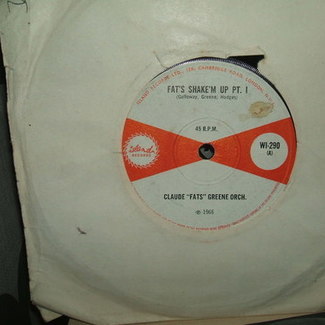 ISLAND RECORDS LTD., 108, CAMBRIDGE ROAD, LONDON,
FAT'S SHAKE'M UP PT. 1
(Galloway, Greene, Hodges)
45 R.P.M.
island
RECORDS
WI-290
(A)
CLAUDE "FATS" GREENE ORCH.
℗ 1966